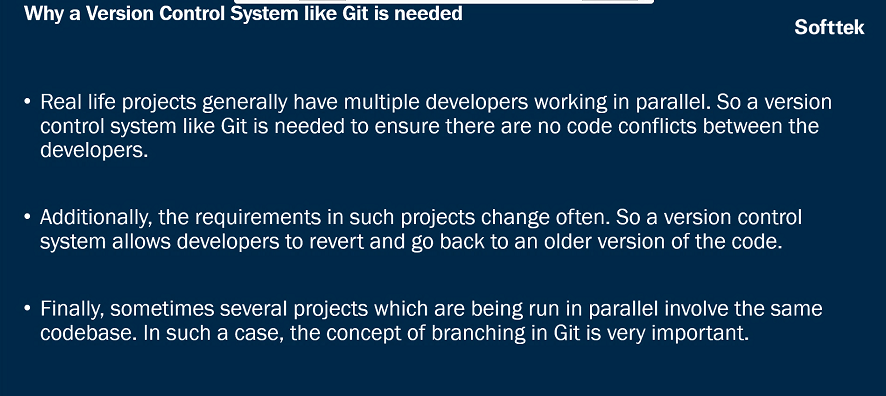 Why a Version Control System like Git is needed
Softtek
• Real life projects generally have multiple developers working in parallel. So a version
control system like Git is needed to ensure there are no code conflicts between the
developers.
• Additionally, the requirements in such projects change often. So a version control
system allows developers to revert and go back to an older version of the code.
• Finally, sometimes several projects which are being run in parallel involve the same
codebase. In such a case, the concept of branching in Git is very important.